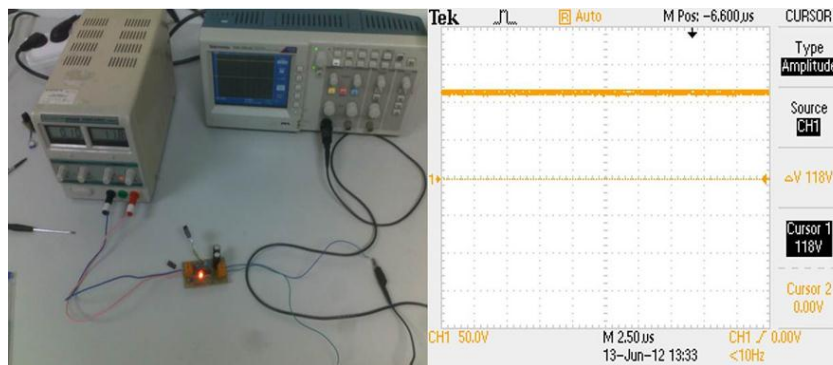 Tek
R Auto
M Pos: -6.600µs
CURSOR
Type
Amplitude
Source
CH1
1
△V 118V
Cursor 1
118V
Cursor 2
0.00V
CH1 50.0V
M 2.50µs
CH1 ⌿ 0.00V
13-Jun-12 13:33
<10Hz